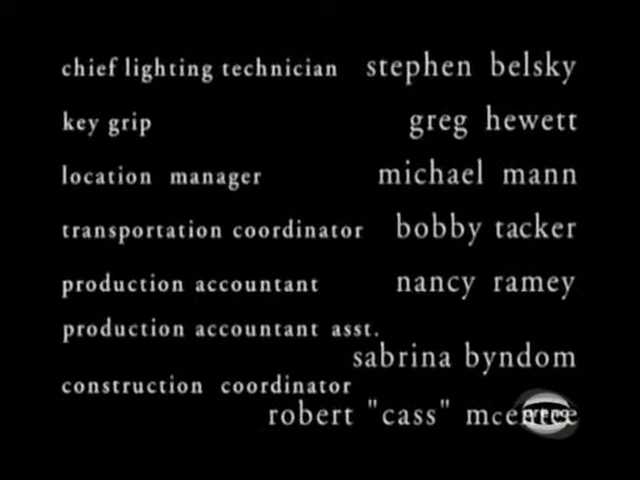 chief lighting technician stephen belsky
key grip greg hewett
location manager michael mann
transportation coordinator bobby tacker
production accountant nancy ramey
production accountant asst.
sabrina byndom
construction coordinator
robert "cass"